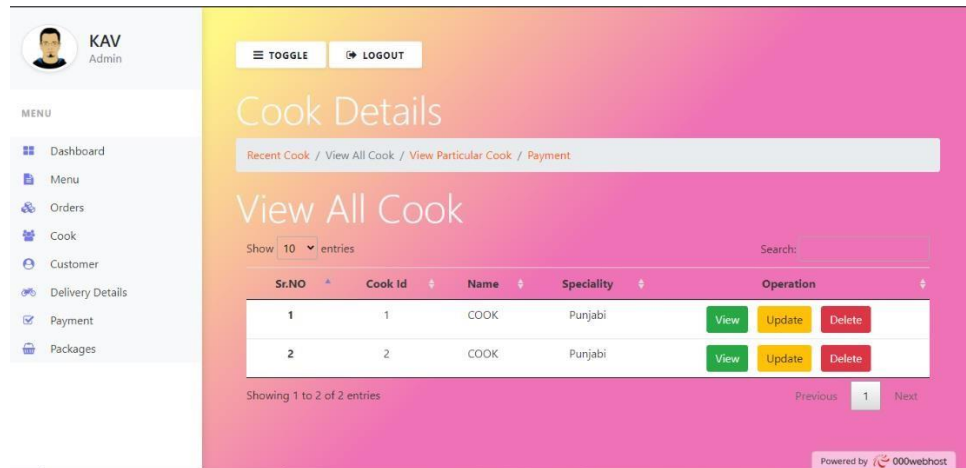 KAV
Admin
MENU
Dashboard
Menu
Orders
Cook
Customer
Delivery Details
Payment
Packages
TOGGLE LOGOUT
Cook Details
Recent Cook / View All Cook / View Particular Cook / Payment
View All Cook
Show 10 entries Search:
Sr.NO Cook Id Name Speciality Operation
1 1 COOK Punjabi View Update Delete
2 2 COOK Punjabi View Update Delete
Showing 1 to 2 of 2 entries Previous 1 Next
Powered by 000webhost